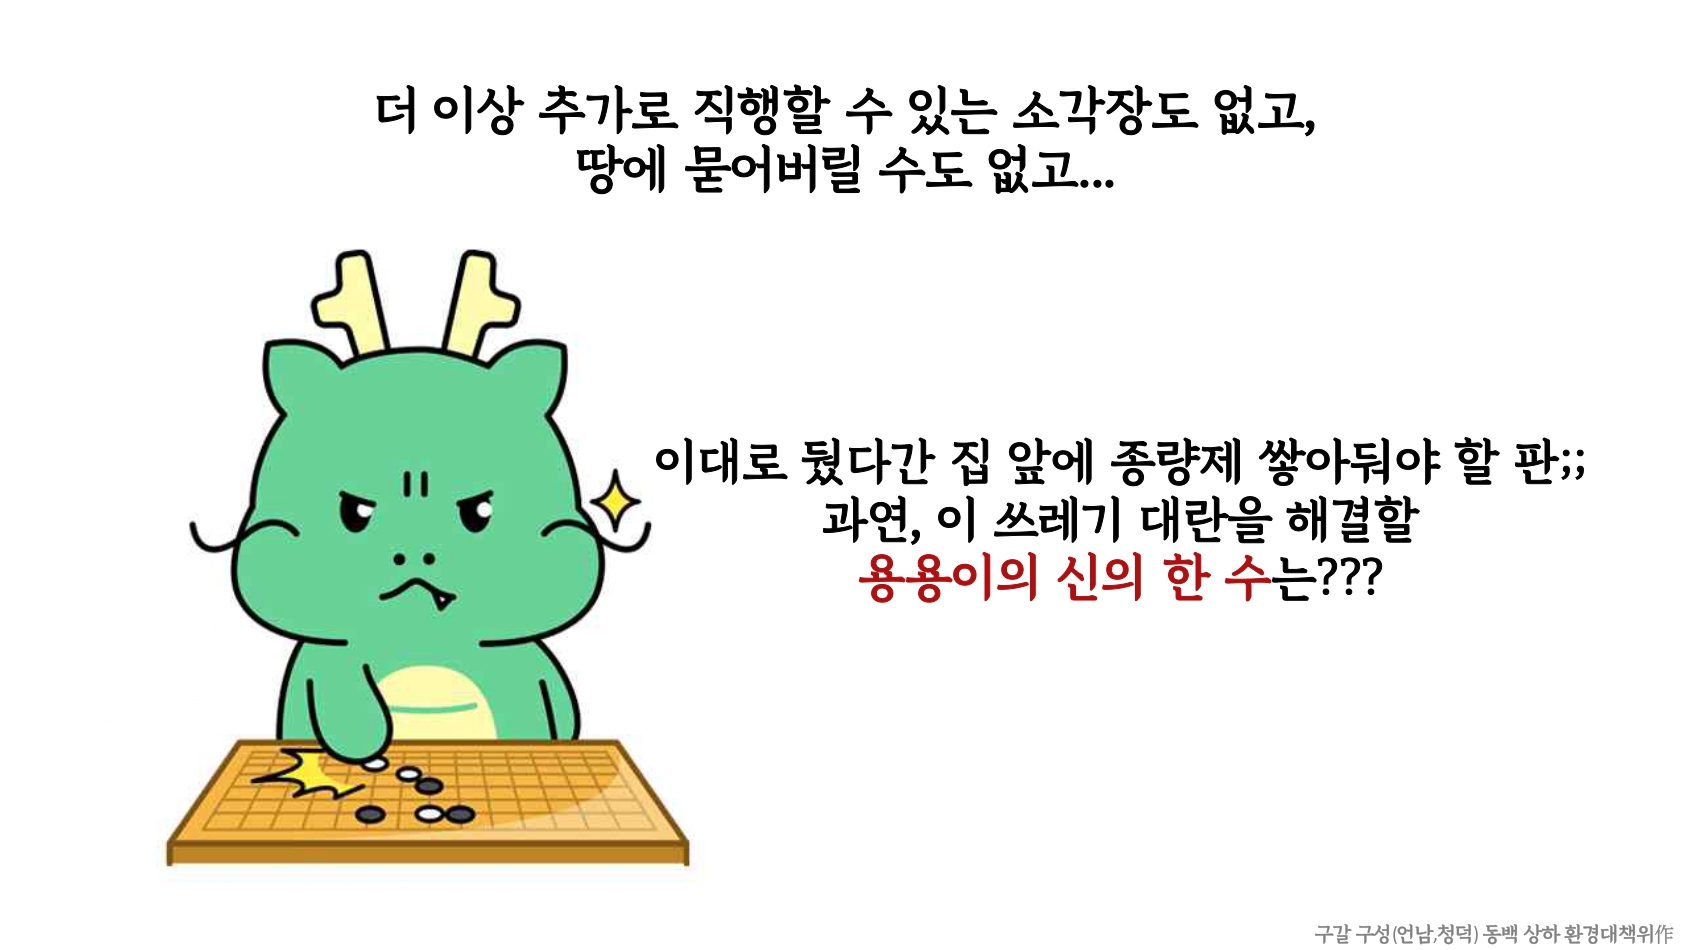 더 이상 추가로 직행할 수 있는 소각장도 없고,
땅에 묻어버릴 수도 없고...
이대로 뒀다간 집 앞에 종량제 쌓아둬야 할 판;;
과연, 이 쓰레기 대란을 해결할
용용이의 신의 한 수는???
구갈 구성(언남,청덕) 동백 상하 환경대책위作